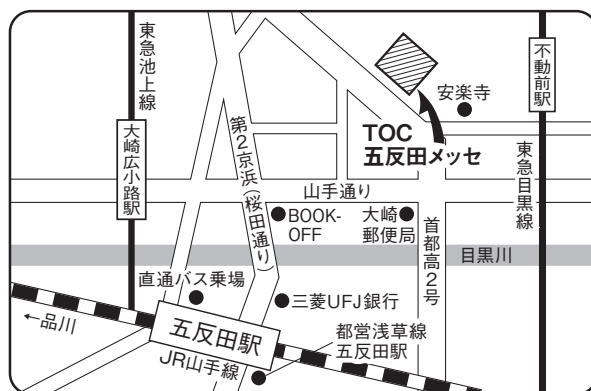 東急池上線
大崎広小路駅
第2京浜(桜田通り)
TOC
五反田メッセ
安楽寺
不動前駅
東急目黒線
山手通り
BOOK-
OFF
大崎
郵便局
首都高2号
目黒川
直通バス乗場
三菱UFJ銀行
←品川
五反田駅
JR山手線
都営浅草線
五反田駅